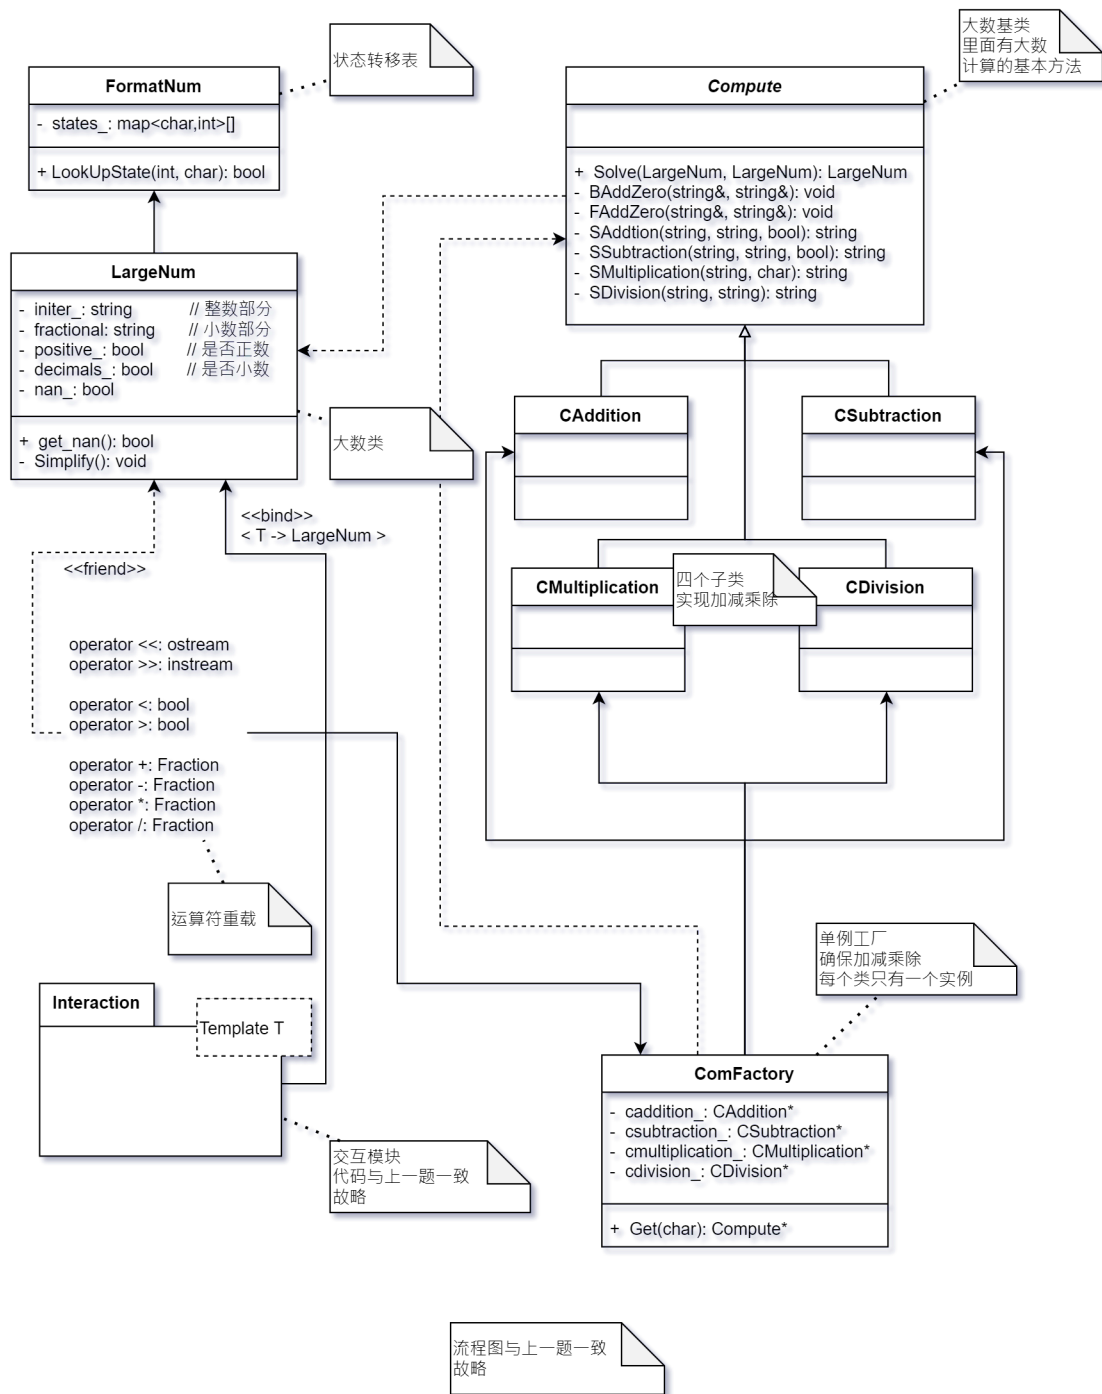 状态转移表
大数基类
里面有大数
计算的基本方法
FormatNum
- states_: map<char,int>[]
+ LookUpState(int, char): bool
Compute
+ Solve(LargeNum, LargeNum): LargeNum
- BAddZero(string&, string&): void
- FAddZero(string&, string&): void
- SAddtion(string, string, bool): string
- SSubtraction(string, string, bool): string
- SMultiplication(string, char): string
- SDivision(string, string): string
LargeNum
- initer_: string // 整数部分
- fractional: string // 小数部分
- positive_: bool // 是否正数
- decimals_: bool // 是否小数
- nan_: bool
+ get_nan(): bool
- Simplify(): void
大数类
CAddition
CSubtraction
<<bind>>
< T -> LargeNum >
<<friend>>
CMultiplication
四个子类
实现加减乘除
CDivision
operator <<: ostream
operator >>: instream
operator <: bool
operator >: bool
operator +: Fraction
operator -: Fraction
operator *: Fraction
operator /: Fraction
运算符重载
单例工厂
确保加减乘除
每个类只有一个实例
Interaction
Template T
ComFactory
- caddition_: CAddition*
- csubtraction_: CSubtraction*
- cmultiplication_: CMultiplication*
- cdivision_: CDivision*
+ Get(char): Compute*
交互模块
代码与上一题一致
故略
流程图与上一题一致
故略